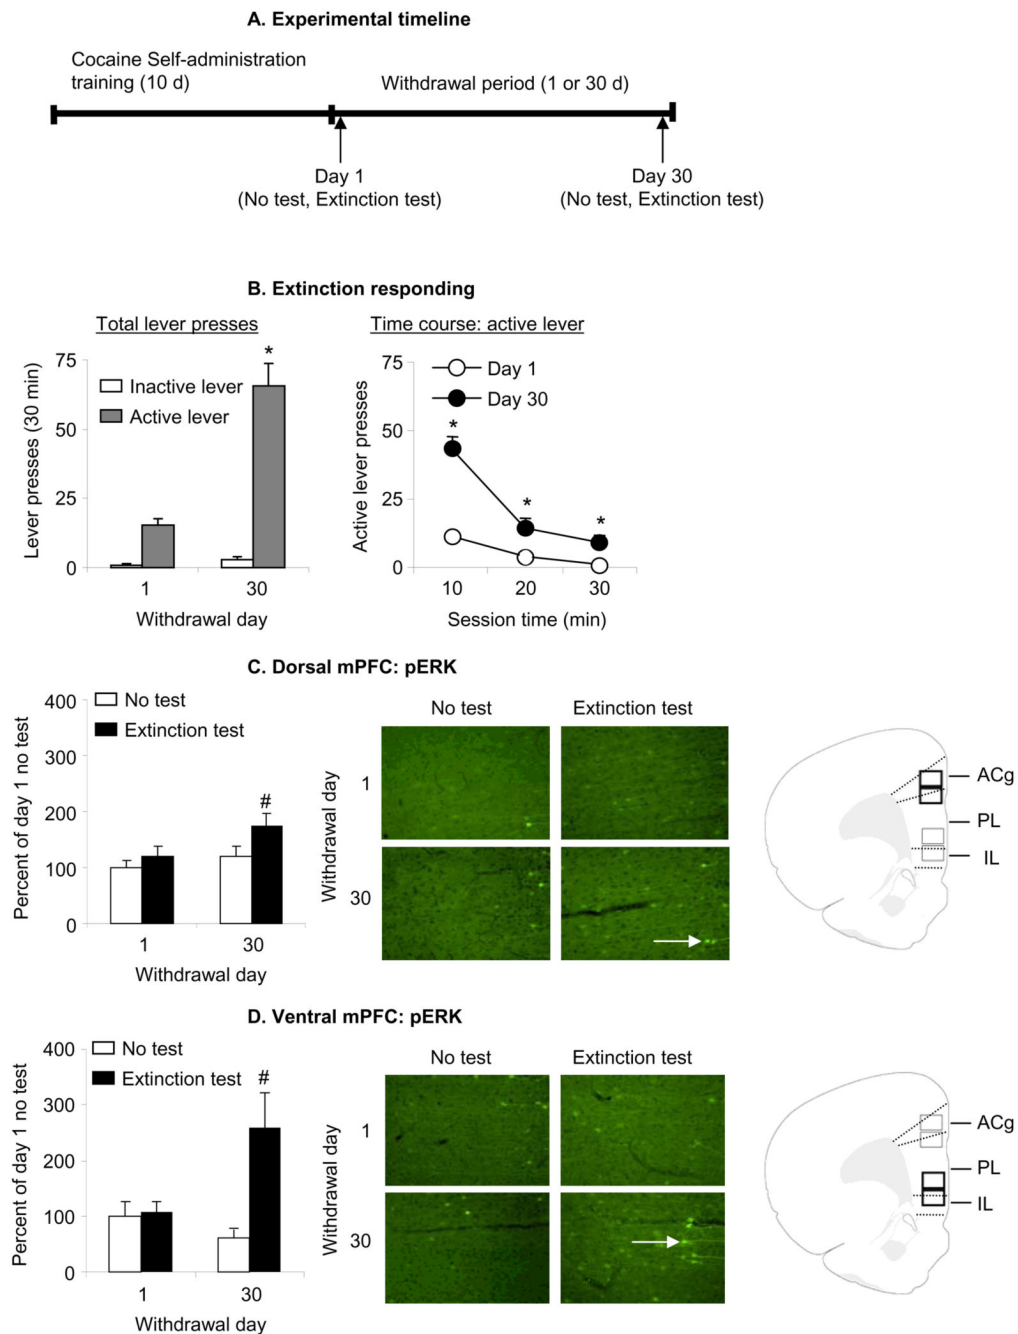 A. Experimental timeline
Cocaine Self-administration
training (10 d)
Withdrawal period (1 or 30 d)
Day 1
(No test, Extinction test)
Day 30
(No test, Extinction test)
B. Extinction responding
Total lever presses
Lever presses (30 min)
75
50
25
0
*
Inactive lever
Active lever
1
30
Withdrawal day
Time course: active lever
Active lever presses
75
50
25
0
Day 1
Day 30
*
*
*
10
20
30
Session time (min)
C. Dorsal mPFC: pERK
Percent of day 1 no test
400
300
200
100
0
No test
Extinction test
#
1
30
Withdrawal day
No test
Extinction test
Withdrawal day
1
30
ACg
PL
IL
D. Ventral mPFC: pERK
Percent of day 1 no test
400
300
200
100
0
No test
Extinction test
#
1
30
Withdrawal day
No test
Extinction test
Withdrawal day
1
30
ACg
PL
IL